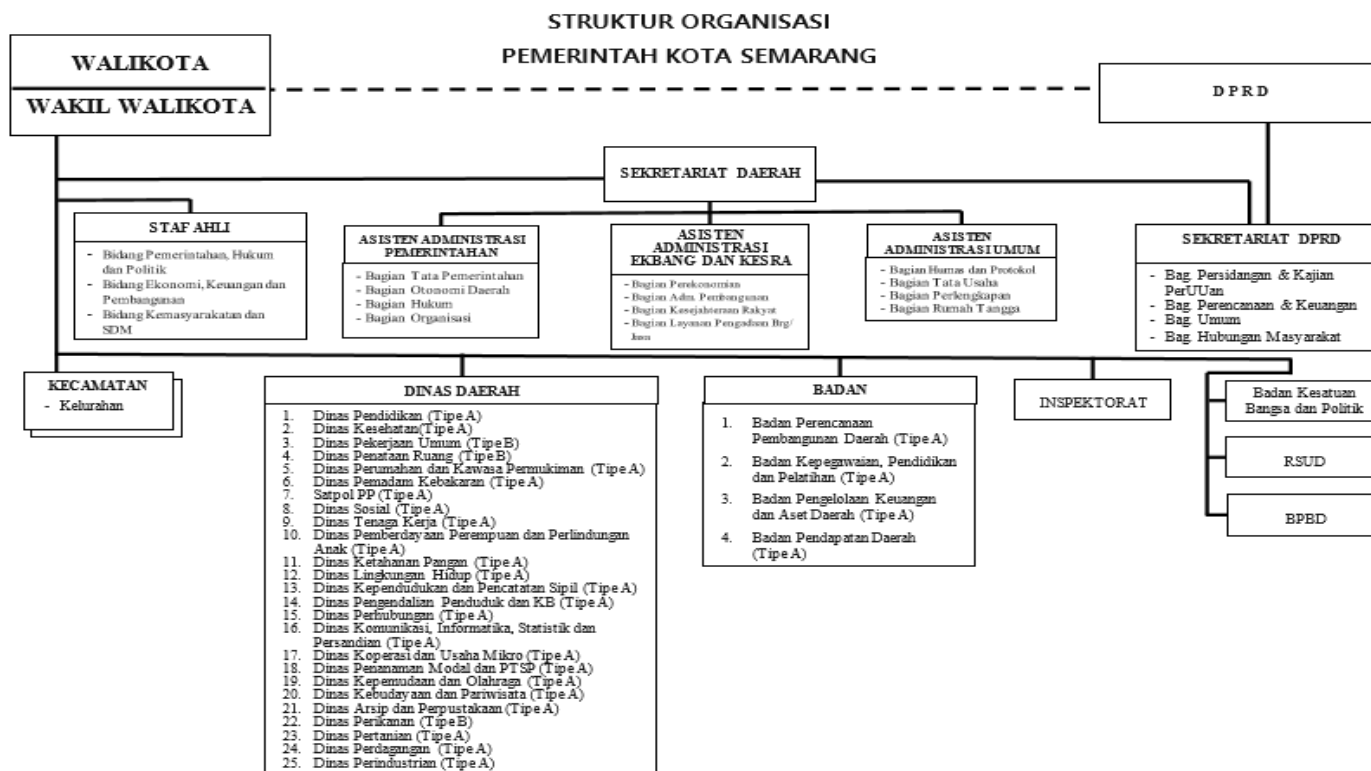 STRUKTUR ORGANISASI
PEMERINTAH KOTA SEMARANG
WALIKOTA
WAKIL WALIKOTA
D P R D
SEKRETARIAT DAERAH
STAF AHLI
- Bidang Pemerintahan, Hukum
dan Politik
- Bidang Ekonomi, Keuangan dan
Pembangunan
- Bidang Kemasyarakatan dan
SDM
ASISTEN ADMINISTRASI
PEMERINTAHAN
- Bagian Tata Pemerintahan
- Bagian Otonomi Daerah
- Bagian Hukum
- Bagian Organisasi
ASISTEN
ADMINISTRASI
EKBANG DAN KESRA
- Bagian Perekonomian
- Bagian Adm. Pembangunan
- Bagian Kesejahteraan Rakyat
- Bagian Layanan Pengadaan Brg/
Jasa
ASISTEN
ADMINISTRASI UMUM
- Bagian Humas dan Protokol
- Bagian Tata Usaha
- Bagian Perlengkapan
- Bagian Rumah Tangga
SEKRETARIAT DPRD
- Bag. Persidangan & Kajian
PerUUan
- Bag. Perencanaan & Keuangan
- Bag. Umum
- Bag. Hubungan Masyarakat
KECAMATAN
- Kelurahan
DINAS DAERAH
1. Dinas Pendidikan (Tipe A)
2. Dinas Kesehatan(Tipe A)
3. Dinas Pekerjaan Umum (Tipe B)
4. Dinas Penataan Ruang (Tipe B)
5. Dinas Perumahan dan Kawasa Permukiman (Tipe A)
6. Dinas Pemadam Kebakaran (Tipe A)
7. Satpol PP (Tipe A)
8. Dinas Sosial (Tipe A)
9. Dinas Tenaga Kerja (Tipe A)
10. Dinas Pemberdayaan Perempuan dan Perlindungan
Anak (Tipe A)
11. Dinas Ketahanan Pangan (Tipe A)
12. Dinas Lingkungan Hidup (Tipe A)
13. Dinas Kependudukan dan Pencatatan Sipil (Tipe A)
14. Dinas Pengendalian Penduduk dan KB (Tipe A)
15. Dinas Perhubungan (Tipe A)
16. Dinas Komunikasi, Informatika, Statistik dan
Persandian (Tipe A)
17. Dinas Koperasi dan Usaha Mikro (Tipe A)
18. Dinas Penanaman Modal dan PTSP (Tipe A)
19. Dinas Kepemudaan dan Olahraga (Tipe A)
20. Dinas Kebudayaan dan Pariwisata (Tipe A)
21. Dinas Arsip dan Perpustakaan (Tipe A)
22. Dinas Perikanan (Tipe B)
23. Dinas Pertanian (Tipe A)
24. Dinas Perdagangan (Tipe A)
25. Dinas Perindustrian (Tipe A)
BADAN
1. Badan Perencanaan
Pembangunan Daerah (Tipe A)
2. Badan Kepegawaian, Pendidikan
dan Pelatihan (Tipe A)
3. Badan Pengelolaan Keuangan
dan Aset Daerah (Tipe A)
4. Badan Pendapatan Daerah
(Tipe A)
INSPEKTORAT
Badan Kesatuan
Bangsa dan Politik
RSUD
BPBD